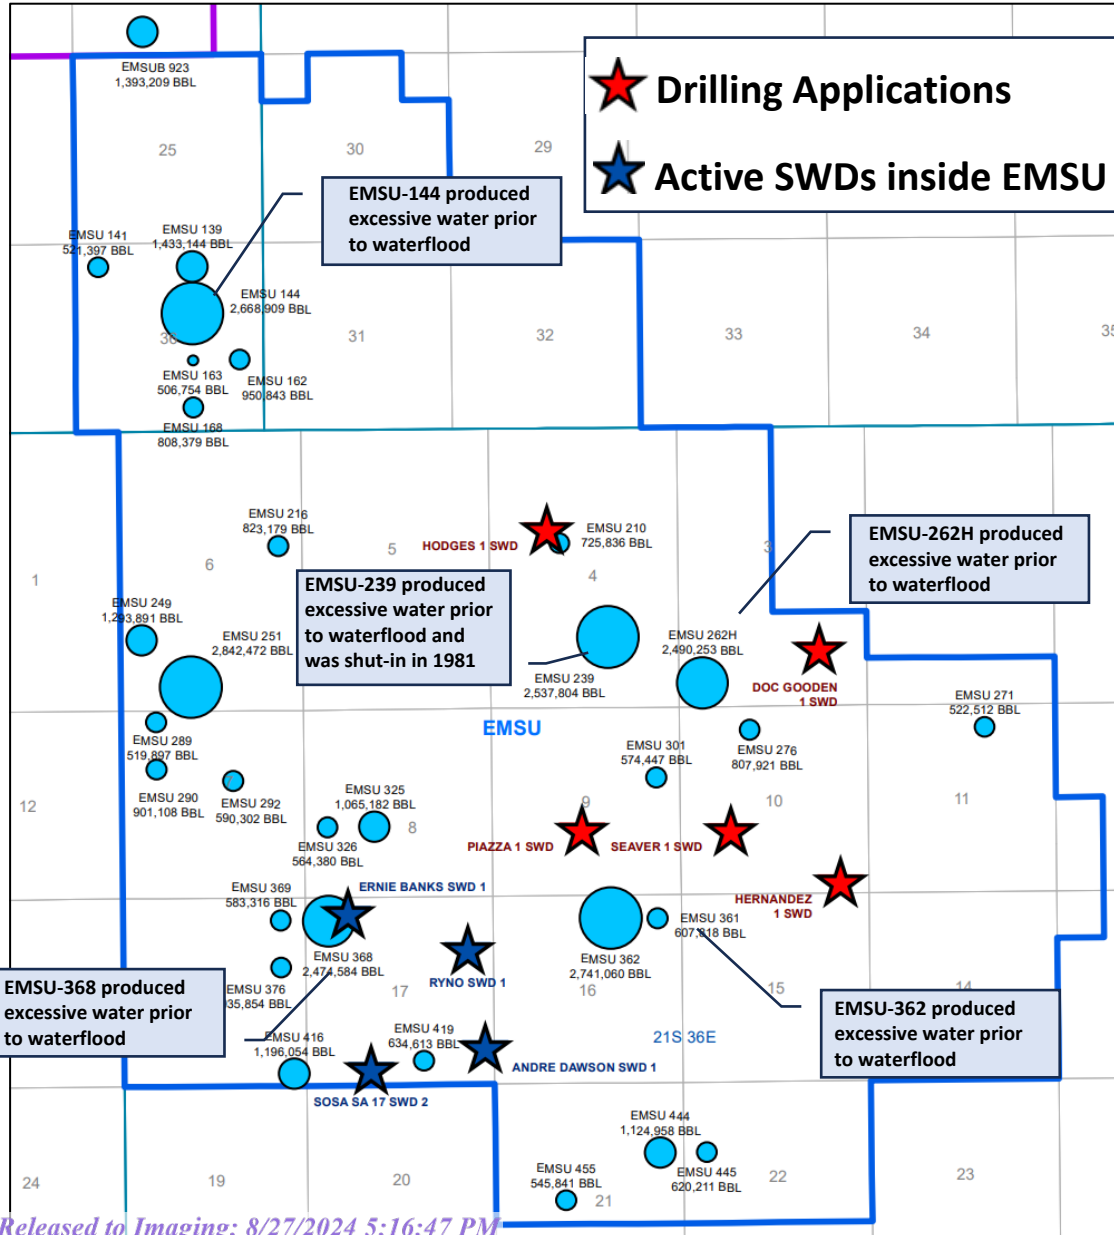 Drilling Applications
Active SWDs inside EMSU
EMSUB 923
1,393,209 BBL
25
30
29
EMSU-144 produced
excessive water prior
to waterflood
EMSU 141
521,397 BBL
EMSU 139
1,433,144 BBL
EMSU 144
2,668,909 BBL
36
31
32
33
34
35
EMSU 163
506,754 BBL
EMSU 162
950,843 BBL
EMSU 168
808,379 BBL
EMSU 216
823,179 BBL
5
HODGES 1 SWD
EMSU 210
725,836 BBL
3
EMSU-262H produced
excessive water prior
to waterflood
1
6
4
EMSU-239 produced
excessive water prior
to waterflood and
was shut-in in 1981
EMSU 249
1,293,891 BBL
EMSU 251
2,842,472 BBL
EMSU 262H
2,490,253 BBL
EMSU 239
2,537,804 BBL
DOC GOODEN
1 SWD
EMSU 271
522,512 BBL
EMSU
EMSU 289
519,897 BBL
EMSU 301
574,447 BBL
EMSU 276
807,921 BBL
12
7
EMSU 290
901,108 BBL
EMSU 292
590,302 BBL
EMSU 325
1,065,182 BBL
8
9
10
11
EMSU 326
564,380 BBL
PIAZZA 1 SWD
SEAVER 1 SWD
ERNIE BANKS SWD 1
EMSU 369
583,316 BBL
HERNANDEZ
1 SWD
EMSU 361
607,818 BBL
EMSU 368
2,474,584 BBL
EMSU 362
2,741,060 BBL
RYNO SWD 1
EMSU-368 produced
excessive water prior
to waterflood
EMSU 376
035,854 BBL
17
16
15
14
EMSU-362 produced
excessive water prior
to waterflood
EMSU 416
1,196,054 BBL
EMSU 419
634,613 BBL
21S 36E
ANDRE DAWSON SWD 1
SOSA SA 17 SWD 2
EMSU 444
1,124,958 BBL
EMSU 455
545,841 BBL
EMSU 445
620,211 BBL
24
19
20
21
22
23
Released to Imaging: 8/27/2024 5:16:47 PM